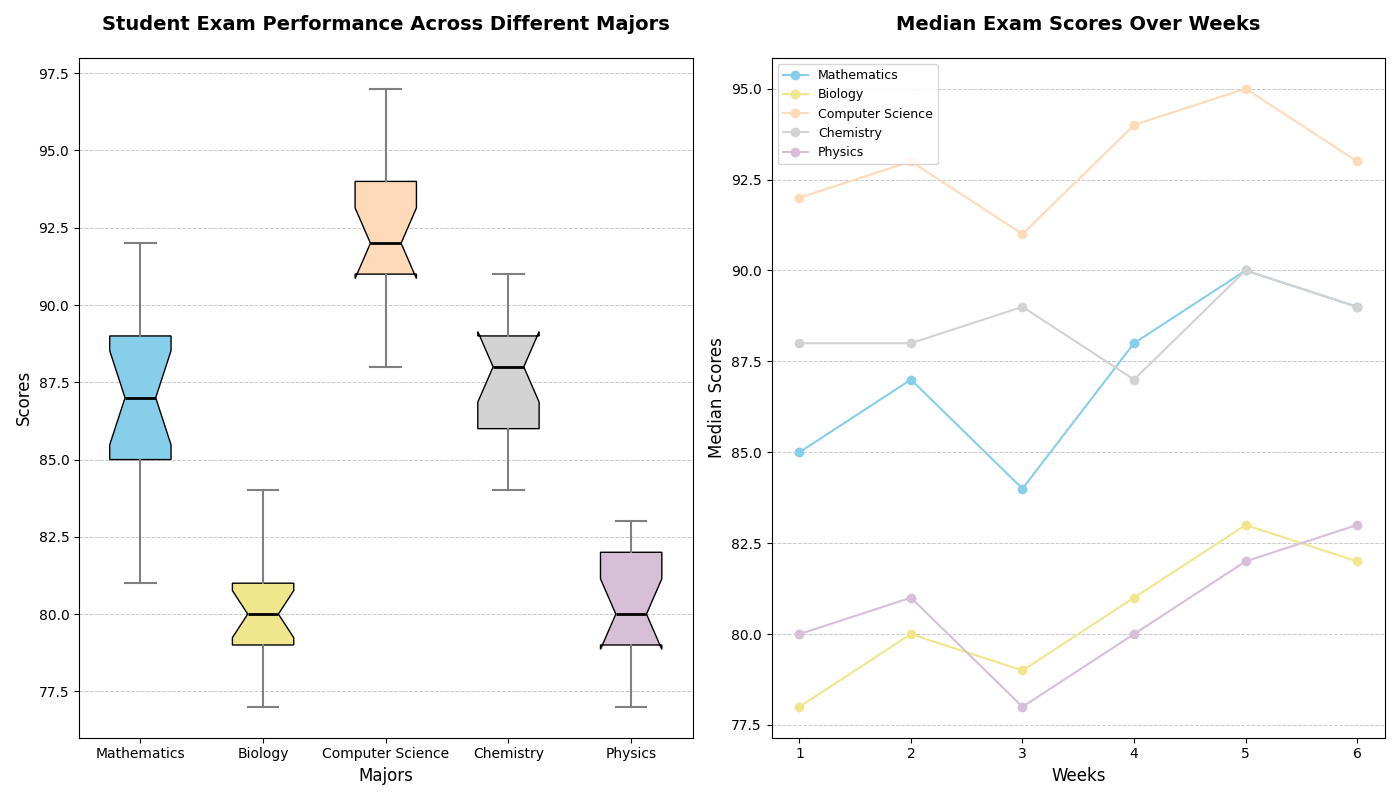 Student Exam Performance Across Different Majors
Scores
97.5
95.0
92.5
90.0
87.5
85.0
82.5
80.0
77.5
Mathematics
Biology
Computer Science
Chemistry
Physics
Majors
Median Exam Scores Over Weeks
Mathematics
Biology
Computer Science
Chemistry
Physics
Median Scores
95.0
92.5
90.0
87.5
85.0
82.5
80.0
77.5
1
2
3
4
5
6
Weeks